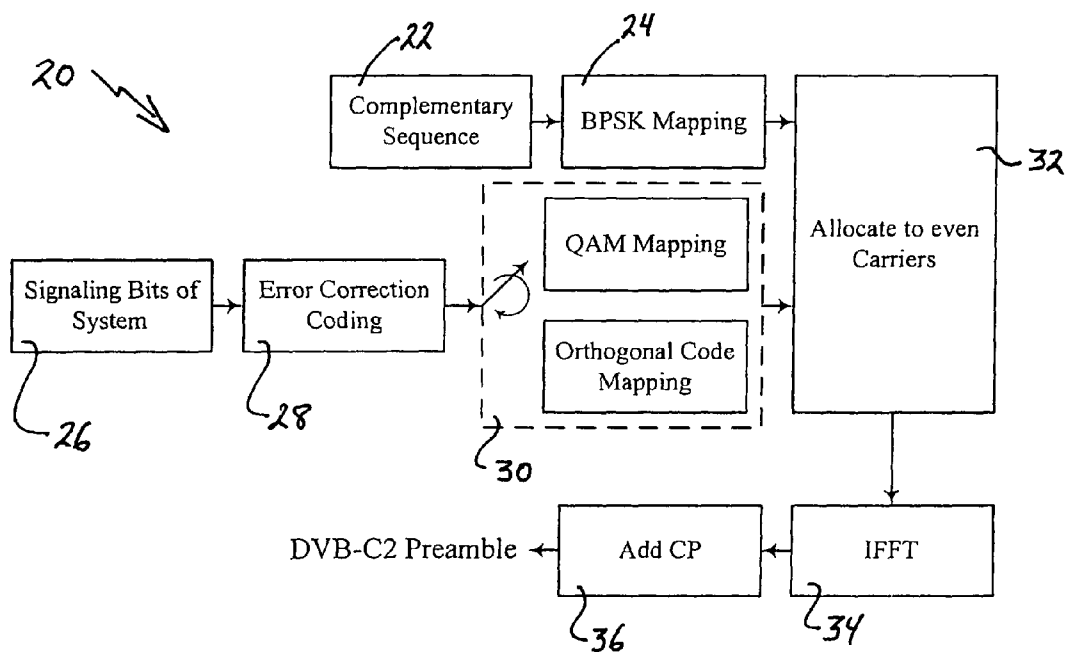 20
22
24
Complementary
Sequence
BPSK Mapping
32
Allocate to even
Carriers
QAM Mapping
Signaling Bits of
System
Error Correction
Coding
Orthogonal Code
Mapping
26
28
30
DVB-C2 Preamble
Add CP
IFFT
36
34